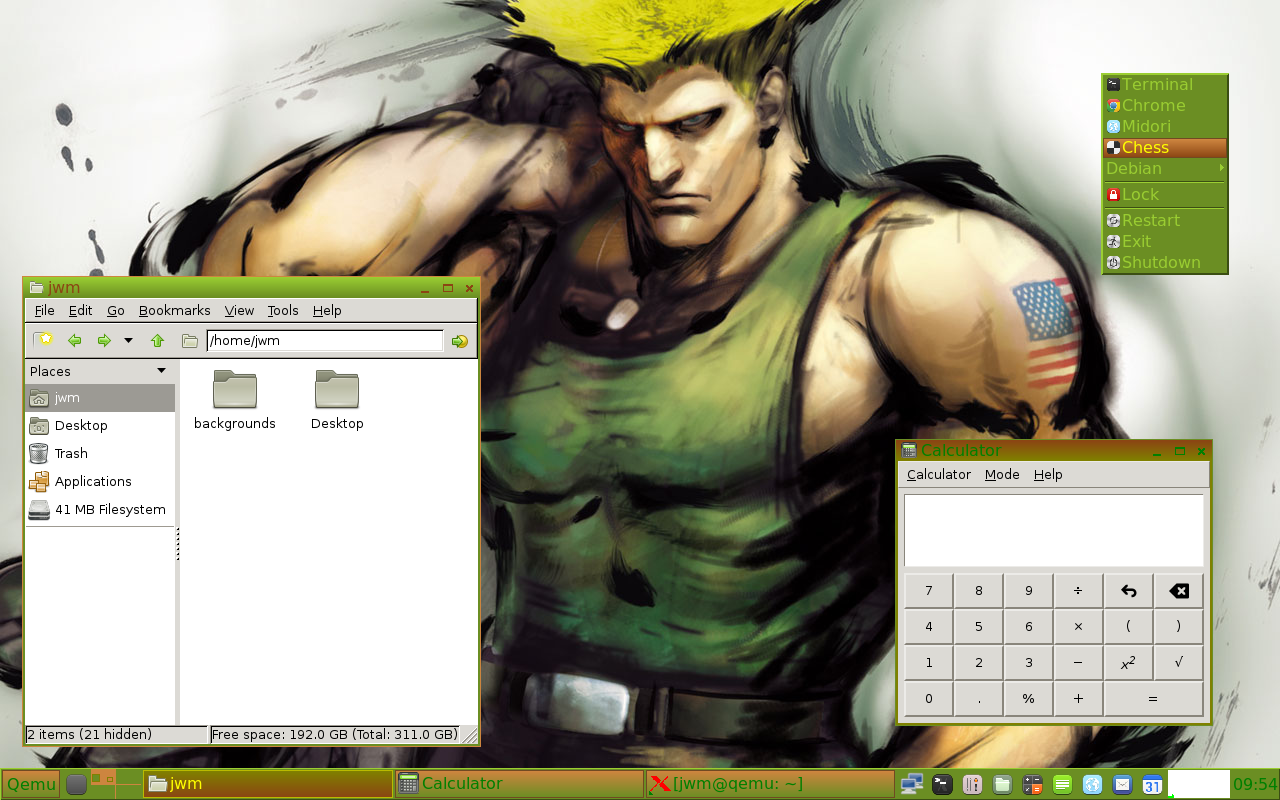 Terminal
Chrome
Midori
Chess
Debian
Lock
Restart
Exit
Shutdown
jwm
File Edit Go Bookmarks View Tools Help
/home/jwm
Places
jwm
Desktop
Trash
Applications
41 MB Filesystem
backgrounds Desktop
2 items (21 hidden) Free space: 192.0 GB (Total: 311.0 GB)
Calculator
Calculator Mode Help
7 8 9 ÷
4 5 6 × ( )
1 2 3 − x² √
0 . % + =
Qemu jwm Calculator [jwm@qemu: ~] 31 09:54